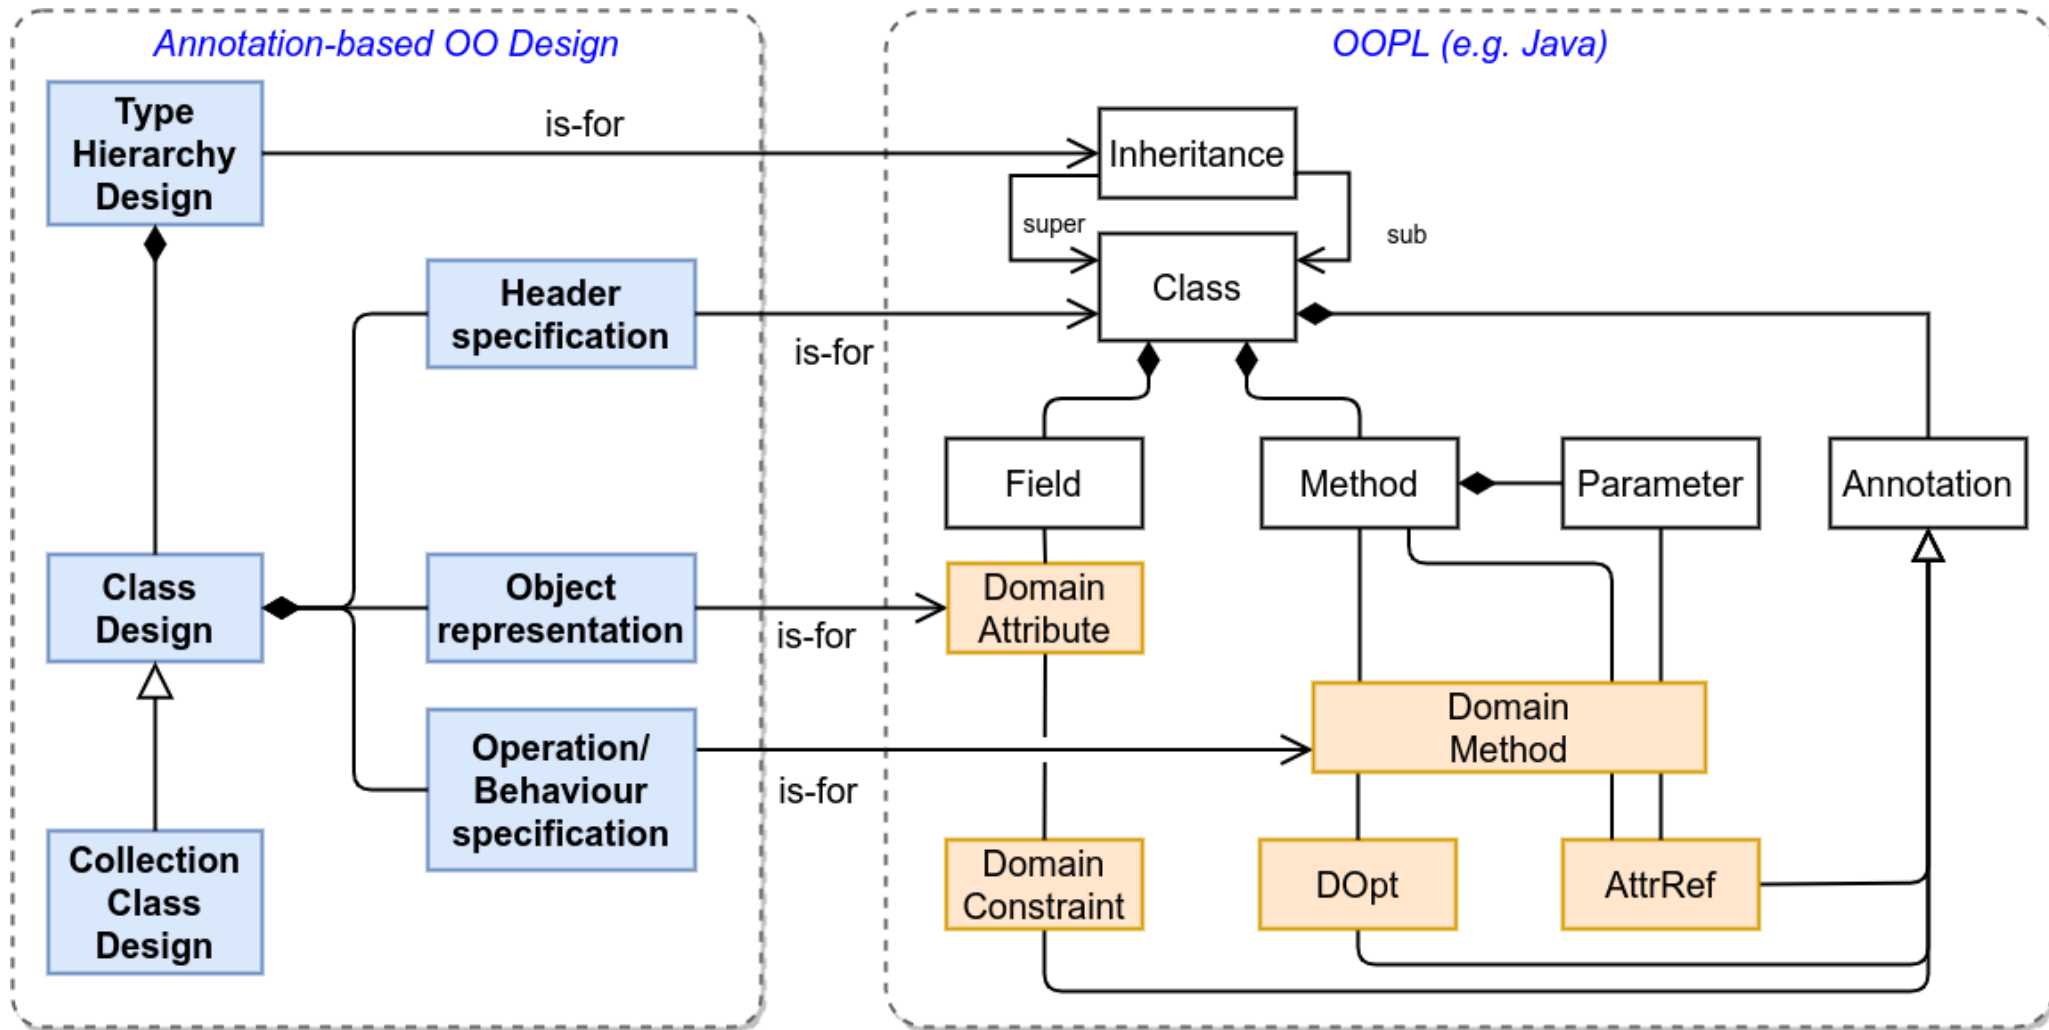 Annotation-based OO Design
OOPL (e.g. Java)
Type
Hierarchy
Design
is-for
Inheritance
super
sub
Class
Header
specification
is-for
Field
Method
Parameter
Annotation
Class
Design
Object
representation
is-for
Domain
Attribute
Operation/
Behaviour
specification
is-for
Domain
Method
Collection
Class
Design
Domain
Constraint
DOpt
AttrRef